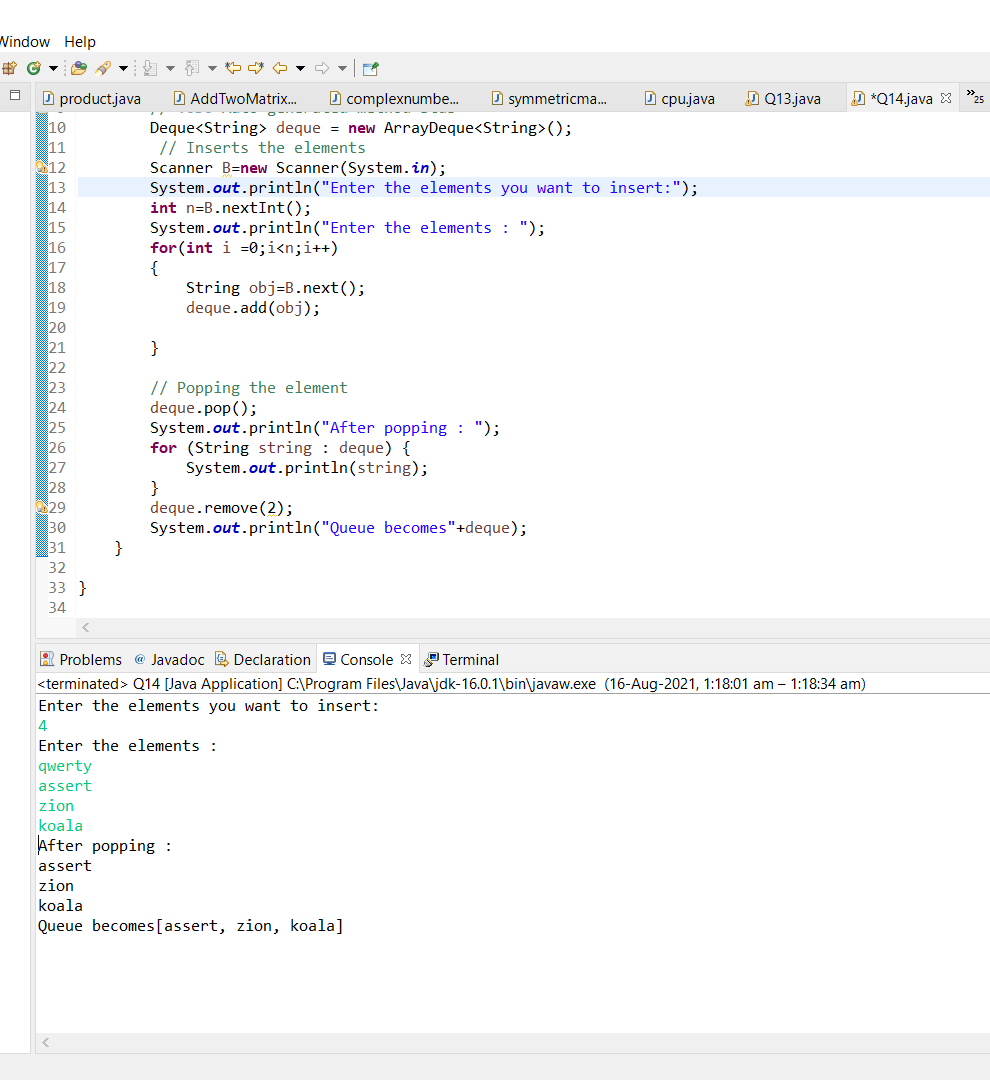 Window Help
product.java AddTwoMatrix... complexnumbe... symmetricma... cpu.java Q13.java *Q14.java »25
10 Deque<String> deque = new ArrayDeque<String>();
11 // Inserts the elements
12 Scanner B=new Scanner(System.in);
13 System.out.println("Enter the elements you want to insert:");
14 int n=B.nextInt();
15 System.out.println("Enter the elements : ");
16 for(int i =0;i<n;i++)
17 {
18 String obj=B.next();
19 deque.add(obj);
20
21 }
22
23 // Popping the element
24 deque.pop();
25 System.out.println("After popping : ");
26 for (String string : deque) {
27 System.out.println(string);
28 }
29 deque.remove(2);
30 System.out.println("Queue becomes"+deque);
31 }
32
33 }
34
Problems @ Javadoc Declaration Console Terminal
<terminated> Q14 [Java Application] C:\Program Files\Java\jdk-16.0.1\bin\javaw.exe (16-Aug-2021, 1:18:01 am – 1:18:34 am)
Enter the elements you want to insert:
4
Enter the elements :
qwerty
assert
zion
koala
After popping :
assert
zion
koala
Queue becomes[assert, zion, koala]